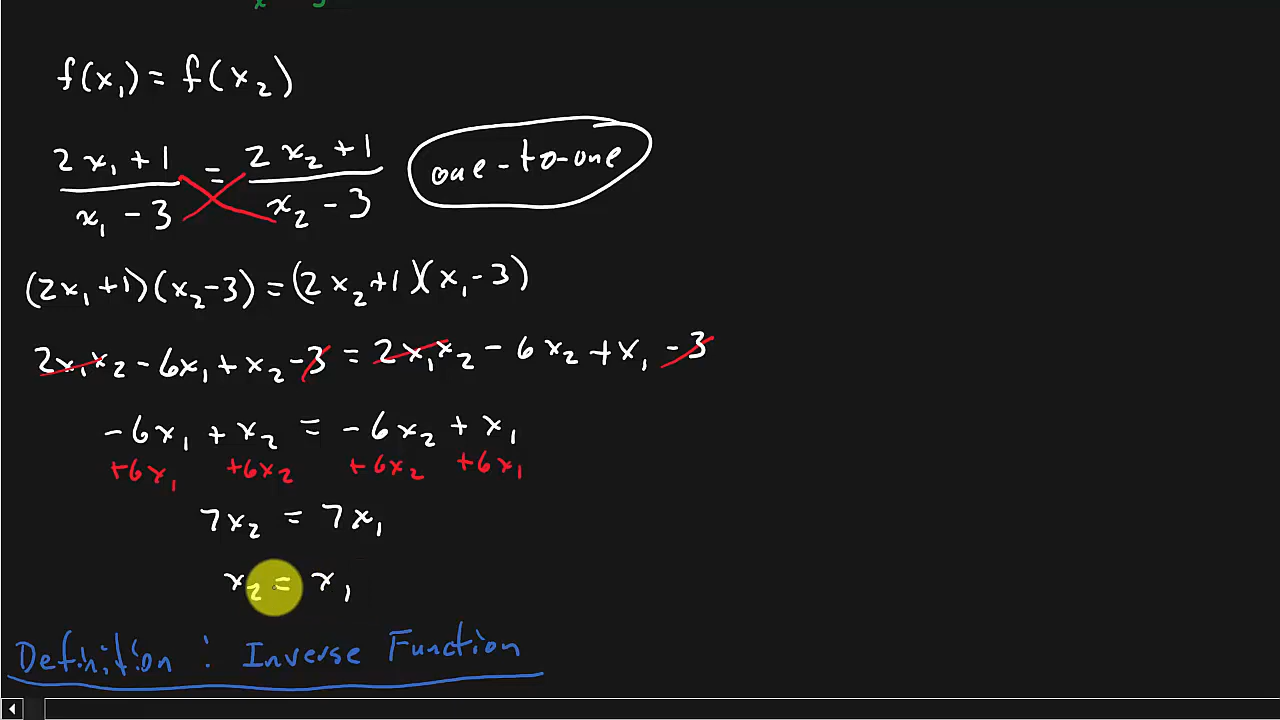 f(x₁) = f(x₂)
2x₁ + 1 / x₁ - 3 = 2x₂ + 1 / x₂ - 3 one-to-one
(2x₁ + 1)(x₂ - 3) = (2x₂ + 1)(x₁ - 3)
2x₁x₂ - 6x₁ + x₂ - 3 = 2x₁x₂ - 6x₂ + x₁ - 3
-6x₁ + x₂ = -6x₂ + x₁
+6x₁ +6x₂ +6x₂ +6x₁
7x₂ = 7x₁
x₂ = x₁
Definition : Inverse Function